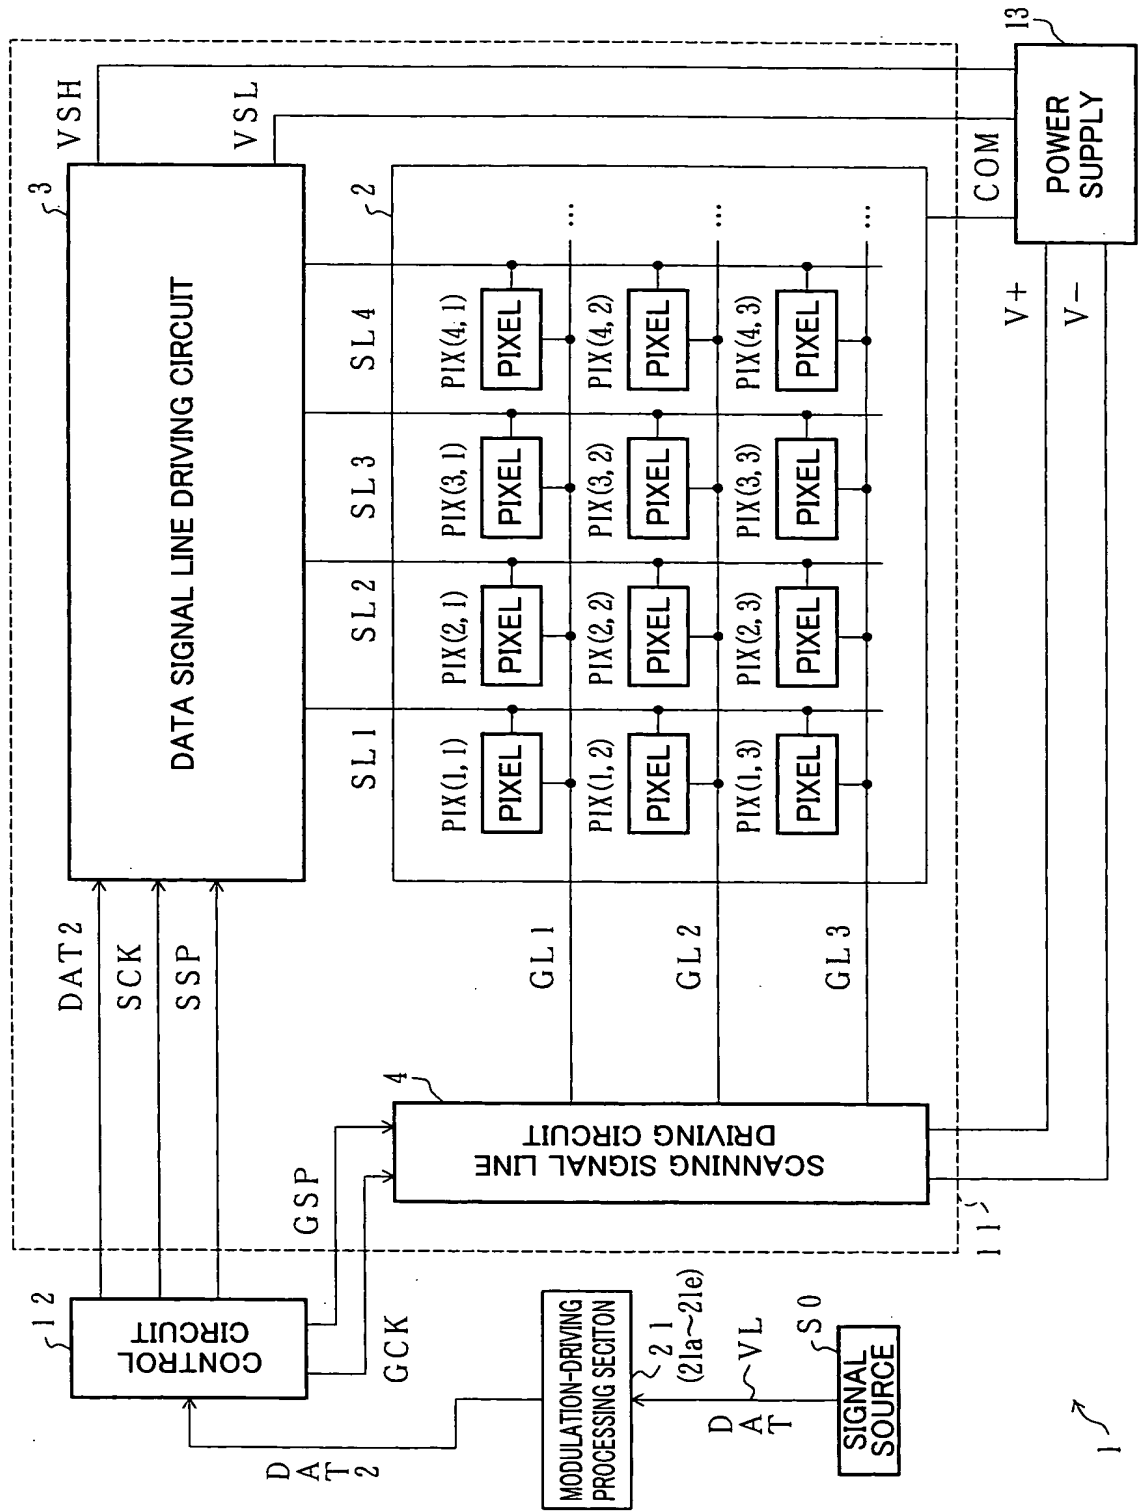 1
SIGNAL
SOURCE
S0
DAT
VL
MODULATION-DRIVING
PROCESSING SECITON
21
(21a~21e)
DAT2
CONTROL
CIRCUIT
12
GSP
GCK
DAT2
SCK
SSP
DATA SIGNAL LINE DRIVING CIRCUIT
3
VSH
VSL
SCANNING SIGNAL LINE
DRIVING CIRCUIT
4
11
2
SL1
SL2
SL3
SL4
PIX(1,1)
PIX(2,1)
PIX(3,1)
PIX(4,1)
PIXEL
PIXEL
PIXEL
PIXEL
...
GL1
PIX(1,2)
PIX(2,2)
PIX(3,2)
PIX(4,2)
PIXEL
PIXEL
PIXEL
PIXEL
...
GL2
PIX(1,3)
PIX(2,3)
PIX(3,3)
PIX(4,3)
PIXEL
PIXEL
PIXEL
PIXEL
...
GL3
COM
V+
V-
POWER
SUPPLY
13